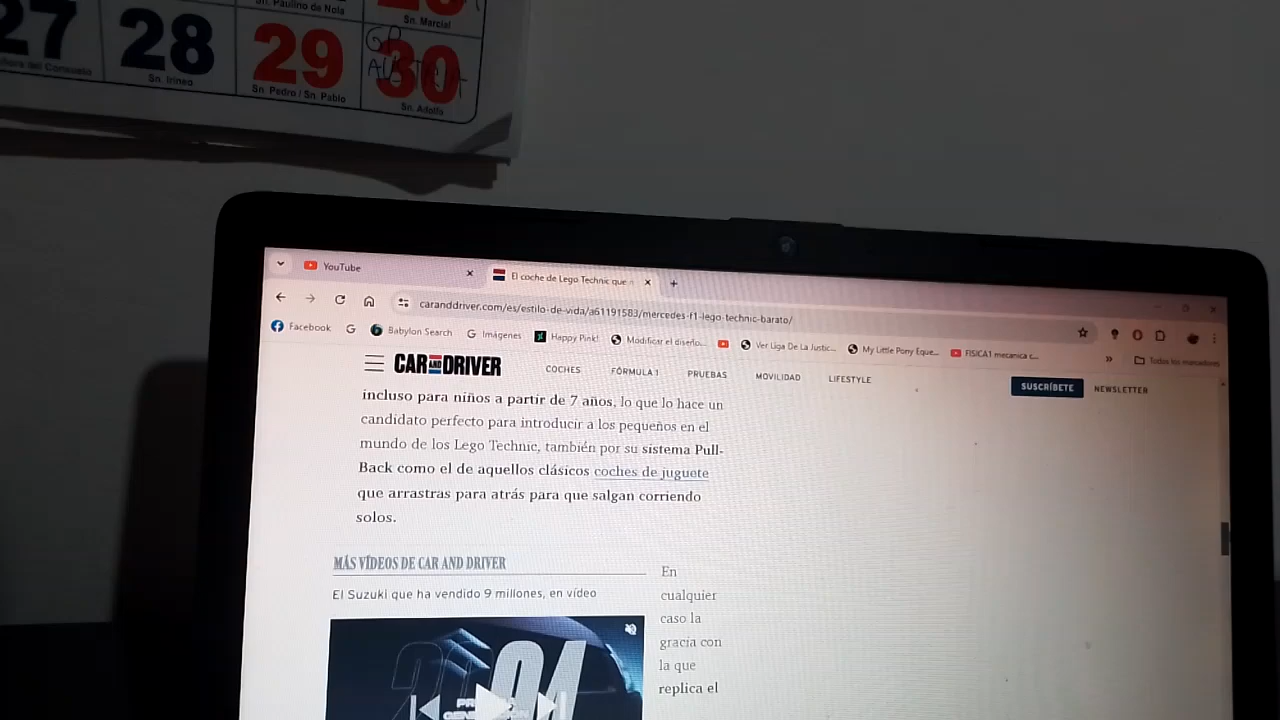 Sn. Paulino de Nola
Sn. Marcial
27 28 29 30
GP
AUSTRIA
Sn. Irineo
Sn. Pedro / Sn. Pablo
Sn. Adolfo
YouTube
El coche de Lego Technic que
caranddriver.com/es/estilo-de-vida/a61191583/mercedes-f1-lego-technic-barato/
Facebook
Babylon Search
Imágenes
Happy Pink!
Modificar el diseño...
Ver Liga De La Justic...
My Little Pony Eque...
FISICA1 mecanica c...
»
Todos los marcadores
CAR AND DRIVER
COCHES
FÓRMULA 1
PRUEBAS
MOVILIDAD
LIFESTYLE
SUSCRÍBETE
NEWSLETTER
incluso para niños a partir de 7 años, lo que lo hace un
candidato perfecto para introducir a los pequeños en el
mundo de los Lego Technic, también por su sistema Pull-
Back como el de aquellos clásicos coches de juguete
que arrastras para atrás para que salgan corriendo
solos.
MÁS VÍDEOS DE CAR AND DRIVER
El Suzuki que ha vendido 9 millones, en vídeo
En
cualquier
caso la
gracia con
la que
replica el